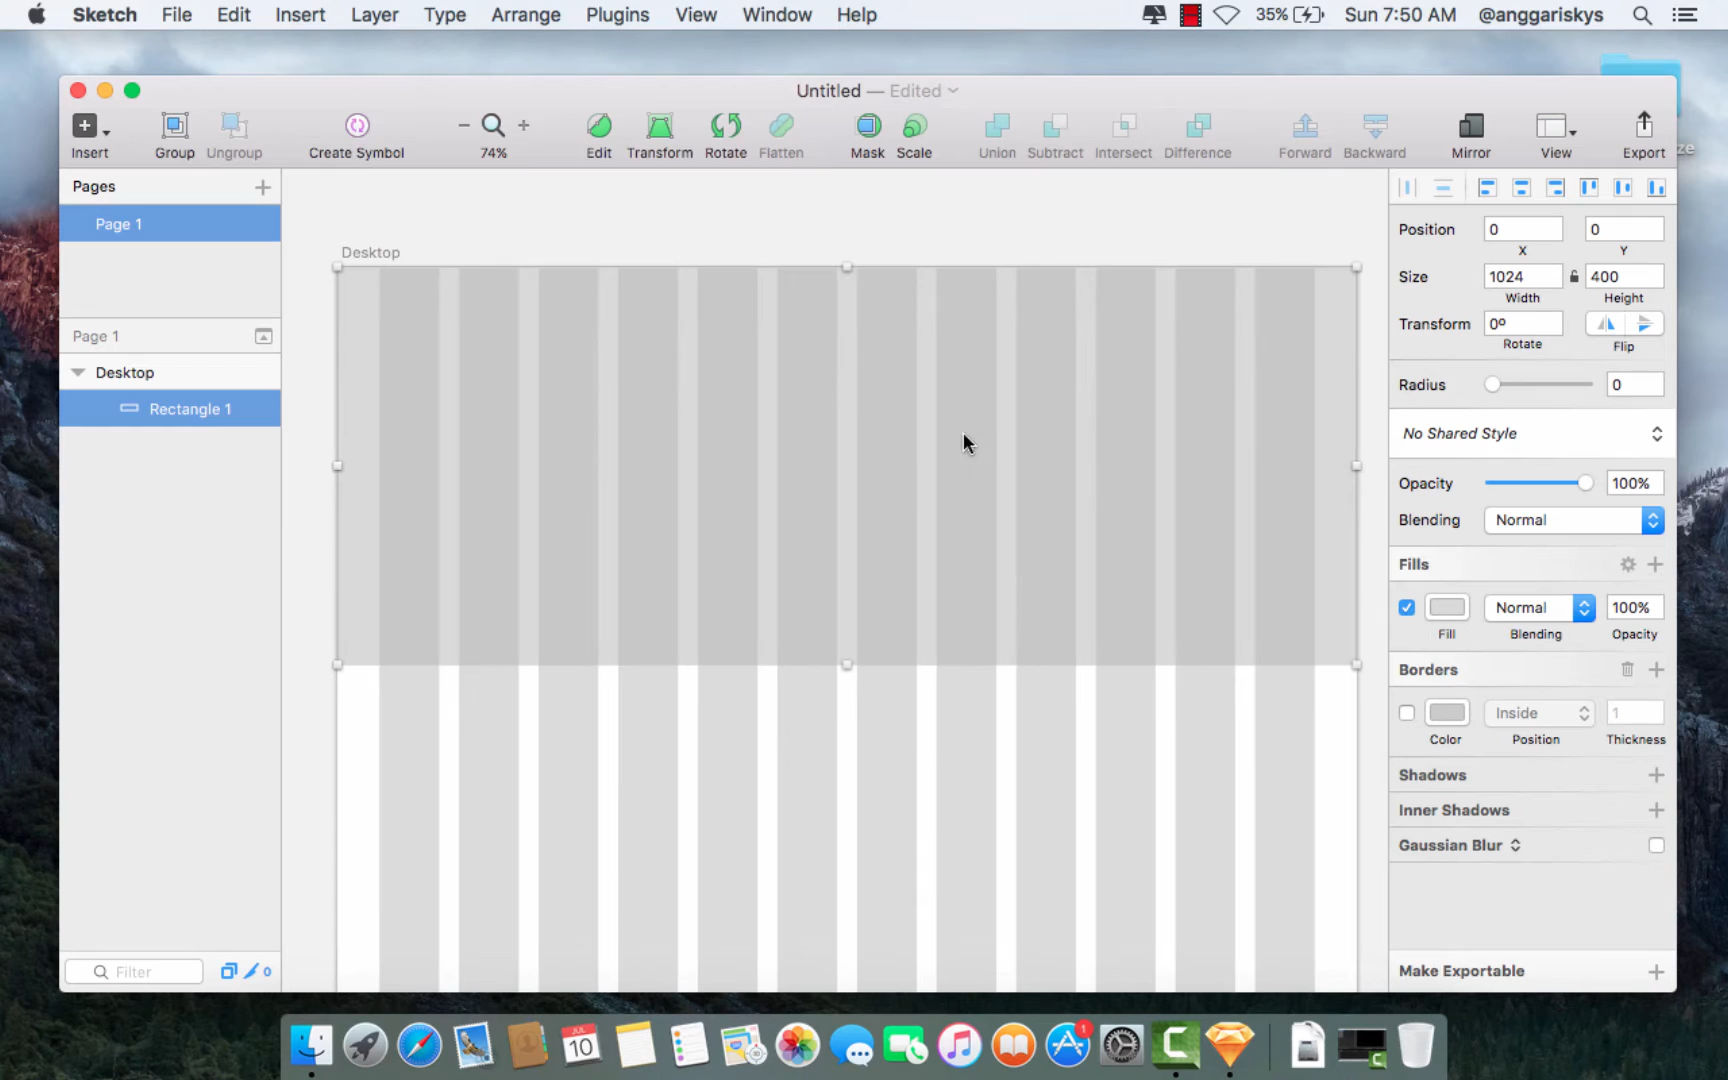 Sketch File Edit Insert Layer Type Arrange Plugins View Window Help 35% Sun 7:50 AM @anggariskys
Untitled — Edited
Insert Group Ungroup Create Symbol 74% Edit Transform Rotate Flatten Mask Scale Union Subtract Intersect Difference Forward Backward Mirror View Export
ze
Pages
Page 1
Page 1
Desktop
Rectangle 1
Filter 0
Desktop
Position 0 0
X Y
Size 1024 400
Width Height
Transform 0º
Rotate Flip
Radius 0
No Shared Style
Opacity 100%
Blending Normal
Fills
Normal 100%
Fill Blending Opacity
Borders
Inside 1
Color Position Thickness
Shadows
Inner Shadows
Gaussian Blur
Make Exportable
JUL
10
1